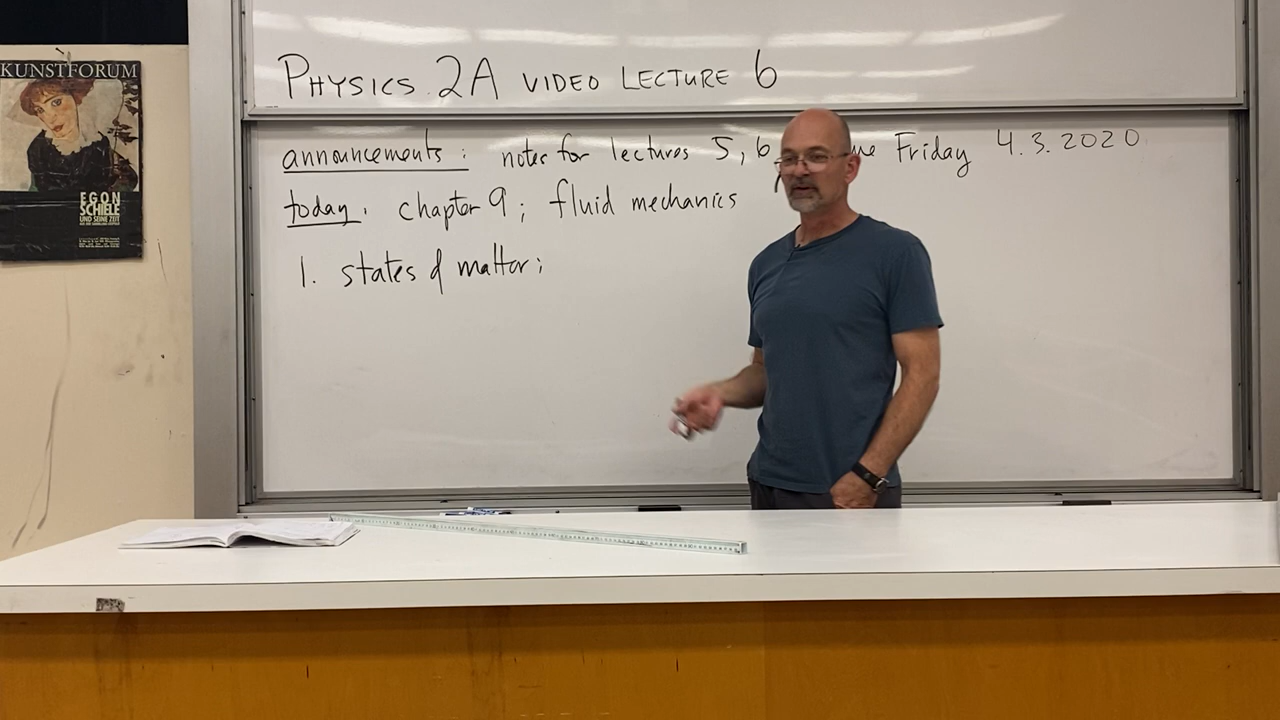 KUNSTFORUM
EGON
SCHIELE
UND SEINE ZEIT
PHYSICS 2A VIDEO LECTURE 6
announcements: notes for lectures 5, 6 Friday 4.3.2020
today. chapter 9; fluid mechanics
1. states of matter;